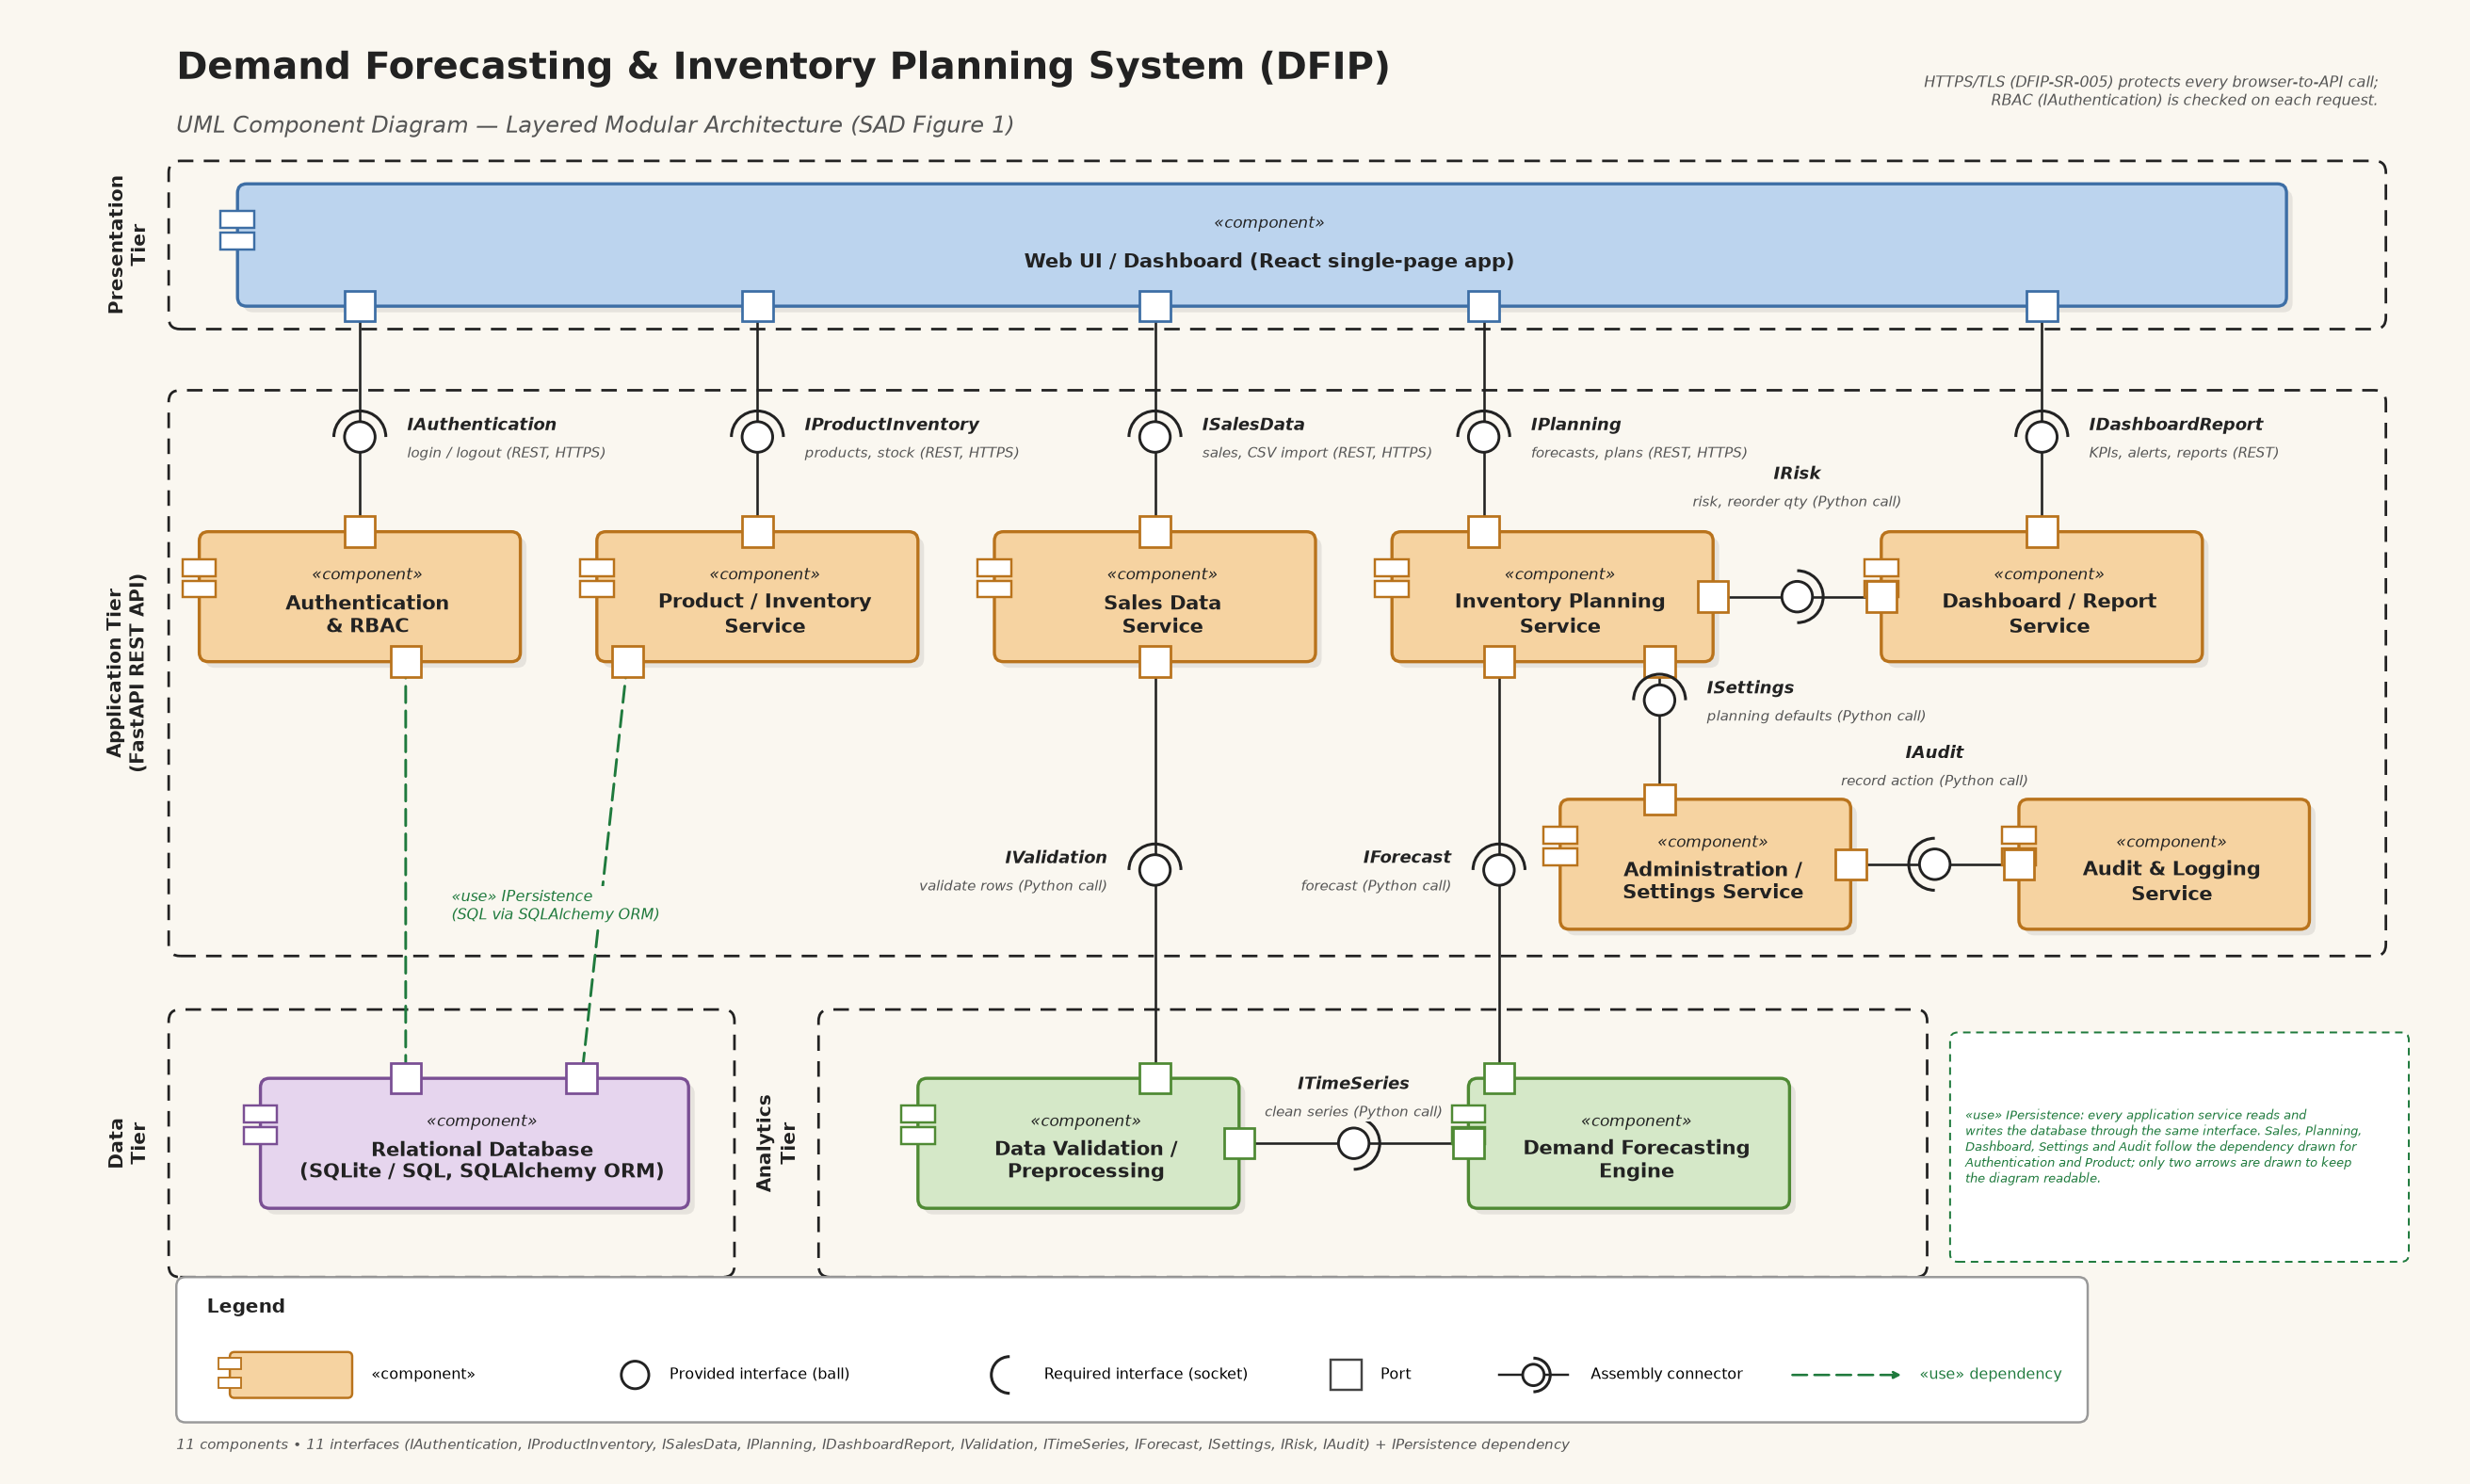 Demand Forecasting & Inventory Planning System (DFIP)
UML Component Diagram — Layered Modular Architecture (SAD Figure 1)
HTTPS/TLS (DFIP-SR-005) protects every browser-to-API call;
RBAC (IAuthentication) is checked on each request.
Presentation
Tier
«component»
Web UI / Dashboard (React single-page app)
Application Tier
(FastAPI REST API)
IAuthentication
login / logout (REST, HTTPS)
IProductInventory
products, stock (REST, HTTPS)
ISalesData
sales, CSV import (REST, HTTPS)
IPlanning
forecasts, plans (REST, HTTPS)
IDashboardReport
KPIs, alerts, reports (REST)
IRisk
risk, reorder qty (Python call)
«component»
Authentication
& RBAC
«component»
Product / Inventory
Service
«component»
Sales Data
Service
«component»
Inventory Planning
Service
«component»
Dashboard / Report
Service
ISettings
planning defaults (Python call)
IAudit
record action (Python call)
IValidation
validate rows (Python call)
IForecast
forecast (Python call)
«component»
Administration /
Settings Service
«component»
Audit & Logging
Service
«use» IPersistence
(SQL via SQLAlchemy ORM)
Data
Tier
«component»
Relational Database
(SQLite / SQL, SQLAlchemy ORM)
Analytics
Tier
«component»
Data Validation /
Preprocessing
ITimeSeries
clean series (Python call)
«component»
Demand Forecasting
Engine
«use» IPersistence: every application service reads and
writes the database through the same interface. Sales, Planning,
Dashboard, Settings and Audit follow the dependency drawn for
Authentication and Product; only two arrows are drawn to keep
the diagram readable.
Legend
«component»
Provided interface (ball)
Required interface (socket)
Port
Assembly connector
«use» dependency
11 components • 11 interfaces (IAuthentication, IProductInventory, ISalesData, IPlanning, IDashboardReport, IValidation, ITimeSeries, IForecast, ISettings, IRisk, IAudit) + IPersistence dependency